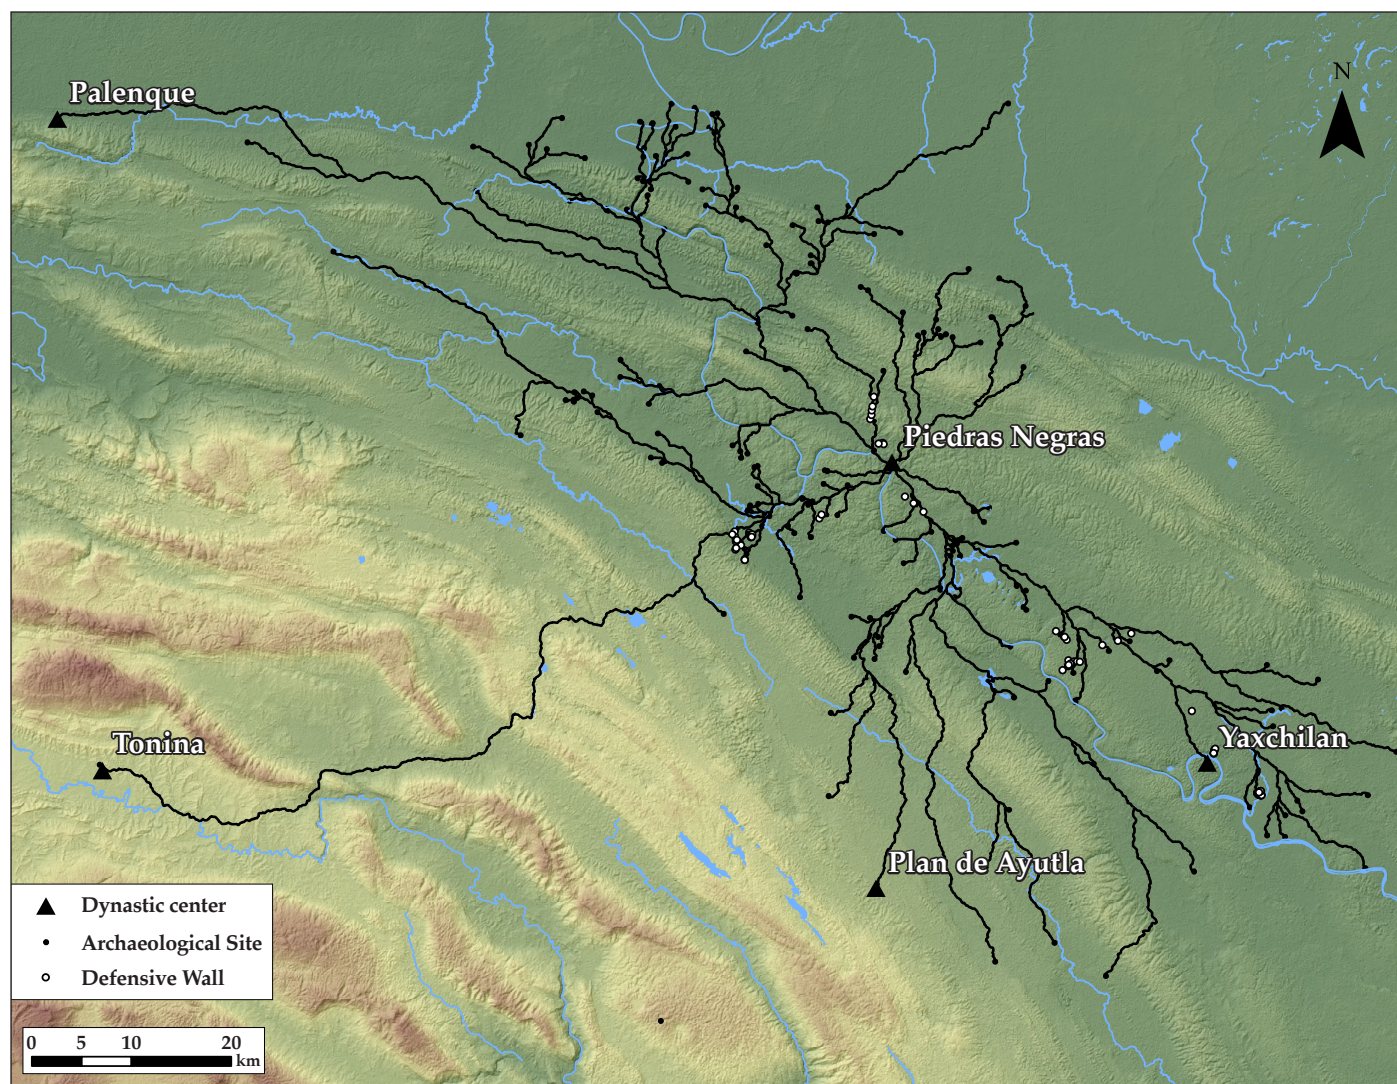 N
Palenque
Piedras Negras
Tonina
Yaxchilan
Plan de Ayutla
Dynastic center
Archaeological Site
Defensive Wall
0 5 10 20
km